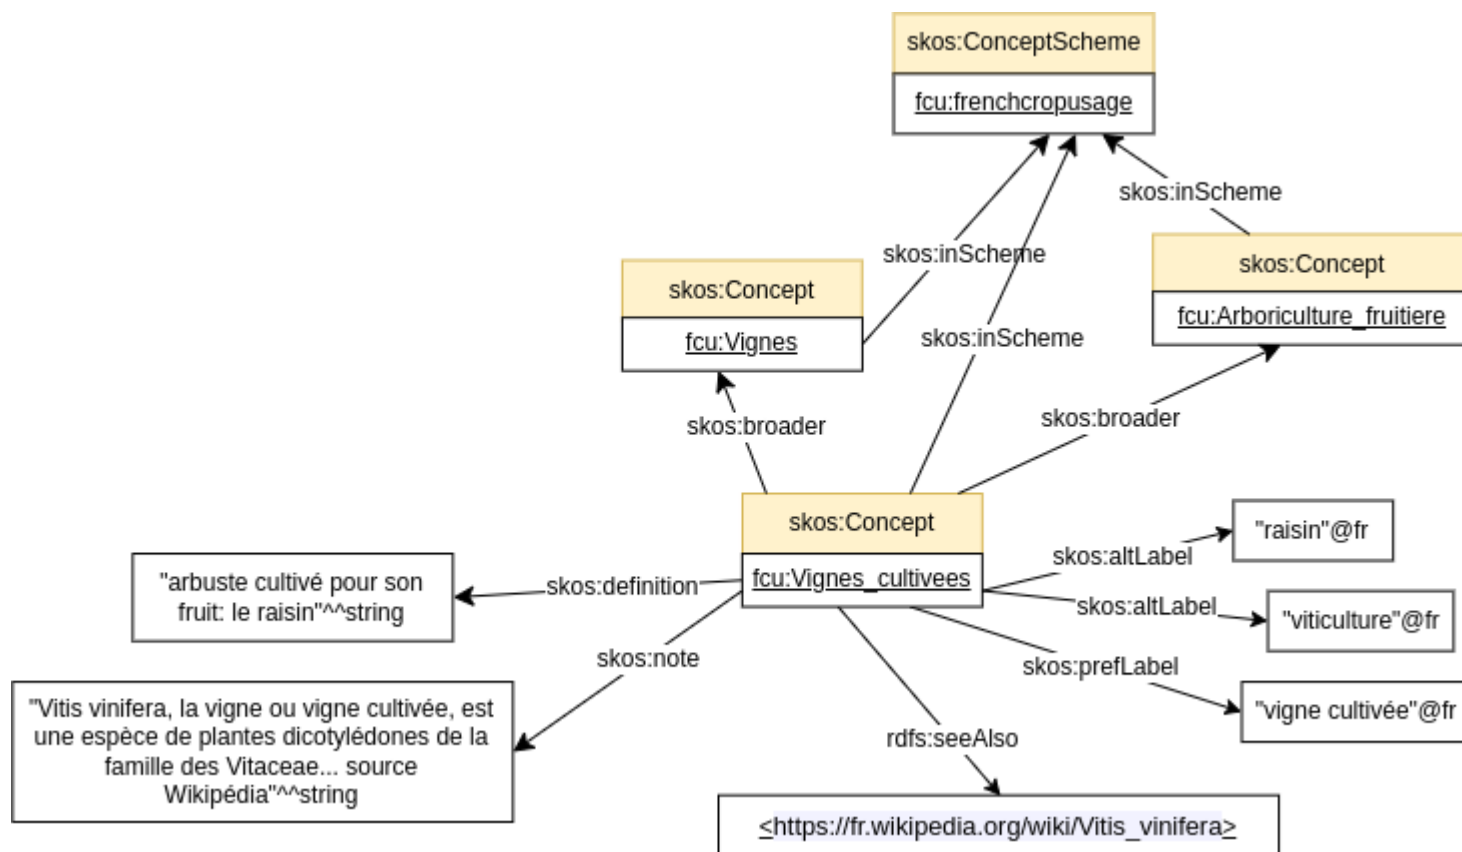 skos:ConceptScheme
fcu:frenchcropusage
skos:inScheme
skos:inScheme
skos:Concept
fcu:Arboriculture_fruitiere
skos:Concept
fcu:Vignes
skos:inScheme
skos:broader
skos:broader
skos:Concept
fcu:Vignes_cultivees
"raisin"@fr
skos:altLabel
skos:altLabel
"viticulture"@fr
skos:definition
"arbuste cultivé pour son
fruit: le raisin"^^string
skos:note
skos:prefLabel
"vigne cultivée"@fr
"Vitis vinifera, la vigne ou vigne cultivée, est
une espèce de plantes dicotylédones de la
famille des Vitaceae... source
Wikipédia"^^string
rdfs:seeAlso
<https://fr.wikipedia.org/wiki/Vitis_vinifera>